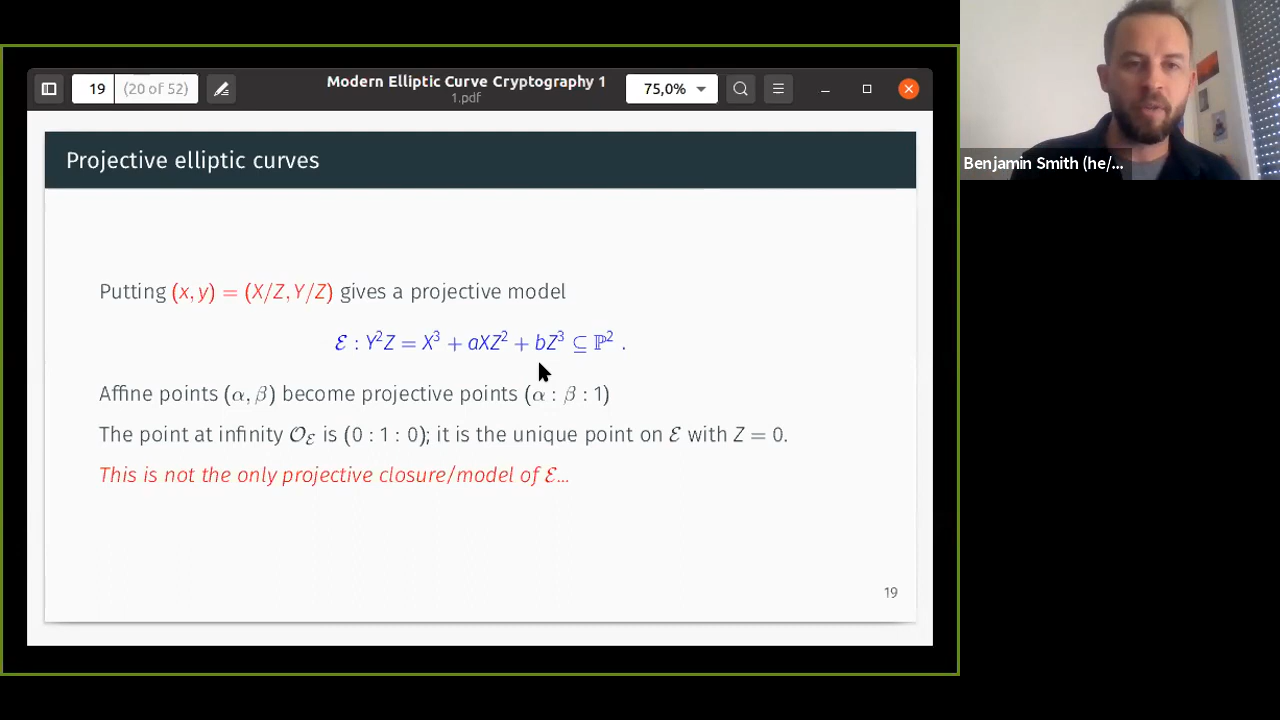 Modern Elliptic Curve Cryptography 1
1.pdf
19 (20 of 52)
75,0%
Projective elliptic curves
Putting (x, y) = (X/Z, Y/Z) gives a projective model
ℰ : Y²Z = X³ + aXZ² + bZ³ ⊆ ℙ² .
Affine points (α, β) become projective points (α : β : 1)
The point at infinity 𝒪ℰ is (0 : 1 : 0); it is the unique point on ℰ with Z = 0.
This is not the only projective closure/model of ℰ...
19
Benjamin Smith (he/...